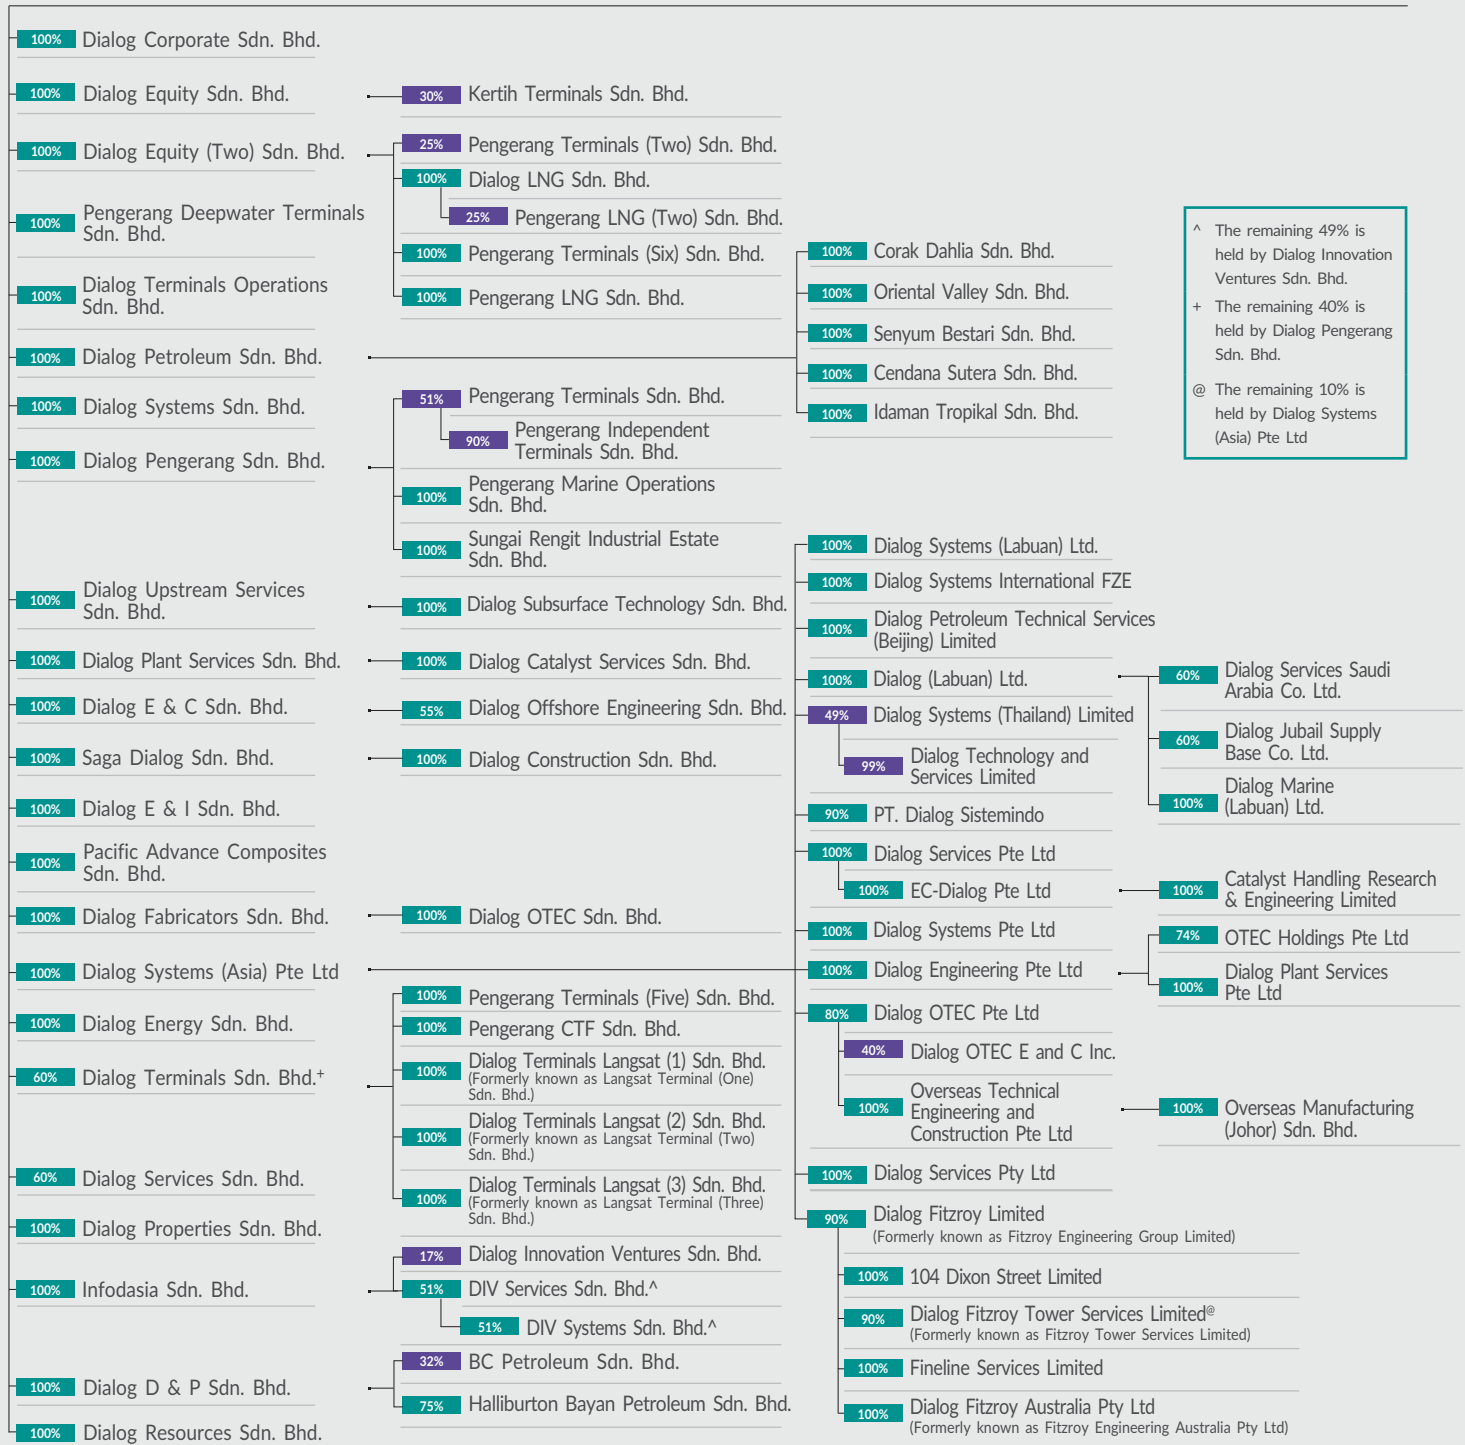 100% Dialog Corporate Sdn. Bhd.
100% Dialog Equity Sdn. Bhd.
100% Dialog Equity (Two) Sdn. Bhd.
100% Pengerang Deepwater Terminals
Sdn. Bhd.
100% Dialog Terminals Operations
Sdn. Bhd.
100% Dialog Petroleum Sdn. Bhd.
100% Dialog Systems Sdn. Bhd.
100% Dialog Pengerang Sdn. Bhd.
100% Dialog Upstream Services
Sdn. Bhd.
100% Dialog Plant Services Sdn. Bhd.
100% Dialog E & C Sdn. Bhd.
100% Saga Dialog Sdn. Bhd.
100% Dialog E & I Sdn. Bhd.
100% Pacific Advance Composites
Sdn. Bhd.
100% Dialog Fabricators Sdn. Bhd.
100% Dialog Systems (Asia) Pte Ltd
100% Dialog Energy Sdn. Bhd.
60% Dialog Terminals Sdn. Bhd.+
60% Dialog Services Sdn. Bhd.
100% Dialog Properties Sdn. Bhd.
100% Infodasia Sdn. Bhd.
100% Dialog D & P Sdn. Bhd.
100% Dialog Resources Sdn. Bhd.
30% Kertih Terminals Sdn. Bhd.
25% Pengerang Terminals (Two) Sdn. Bhd.
100% Dialog LNG Sdn. Bhd.
25% Pengerang LNG (Two) Sdn. Bhd.
100% Pengerang Terminals (Six) Sdn. Bhd.
100% Pengerang LNG Sdn. Bhd.
51% Pengerang Terminals Sdn. Bhd.
90% Pengerang Independent
Terminals Sdn. Bhd.
100% Pengerang Marine Operations
Sdn. Bhd.
100% Sungai Rengit Industrial Estate
Sdn. Bhd.
100% Dialog Subsurface Technology Sdn. Bhd.
100% Dialog Catalyst Services Sdn. Bhd.
55% Dialog Offshore Engineering Sdn. Bhd.
100% Dialog Construction Sdn. Bhd.
100% Dialog OTEC Sdn. Bhd.
100% Pengerang Terminals (Five) Sdn. Bhd.
100% Pengerang CTF Sdn. Bhd.
100% Dialog Terminals Langsat (1) Sdn. Bhd.
(Formerly known as Langsat Terminal (One)
Sdn. Bhd.)
100% Dialog Terminals Langsat (2) Sdn. Bhd.
(Formerly known as Langsat Terminal (Two)
Sdn. Bhd.)
100% Dialog Terminals Langsat (3) Sdn. Bhd.
(Formerly known as Langsat Terminal (Three)
Sdn. Bhd.)
17% Dialog Innovation Ventures Sdn. Bhd.
51% DIV Services Sdn. Bhd.^
51% DIV Systems Sdn. Bhd.^
32% BC Petroleum Sdn. Bhd.
75% Halliburton Bayan Petroleum Sdn. Bhd.
100% Corak Dahlia Sdn. Bhd.
100% Oriental Valley Sdn. Bhd.
100% Senyum Bestari Sdn. Bhd.
100% Cendana Sutera Sdn. Bhd.
100% Idaman Tropikal Sdn. Bhd.
100% Dialog Systems (Labuan) Ltd.
100% Dialog Systems International FZE
100% Dialog Petroleum Technical Services
(Beijing) Limited
100% Dialog (Labuan) Ltd.
49% Dialog Systems (Thailand) Limited
99% Dialog Technology and
Services Limited
90% PT. Dialog Sistemindo
100% Dialog Services Pte Ltd
100% EC-Dialog Pte Ltd
100% Dialog Systems Pte Ltd
100% Dialog Engineering Pte Ltd
80% Dialog OTEC Pte Ltd
40% Dialog OTEC E and C Inc.
100% Overseas Technical
Engineering and
Construction Pte Ltd
100% Dialog Services Pty Ltd
90% Dialog Fitzroy Limited
(Formerly known as Fitzroy Engineering Group Limited)
100% 104 Dixon Street Limited
90% Dialog Fitzroy Tower Services Limited@
(Formerly known as Fitzroy Tower Services Limited)
100% Fineline Services Limited
100% Dialog Fitzroy Australia Pty Ltd
(Formerly known as Fitzroy Engineering Australia Pty Ltd)
60% Dialog Services Saudi
Arabia Co. Ltd.
60% Dialog Jubail Supply
Base Co. Ltd.
100% Dialog Marine
(Labuan) Ltd.
100% Catalyst Handling Research
& Engineering Limited
74% OTEC Holdings Pte Ltd
100% Dialog Plant Services
Pte Ltd
100% Overseas Manufacturing
(Johor) Sdn. Bhd.
^ The remaining 49% is
held by Dialog Innovation
Ventures Sdn. Bhd.
+ The remaining 40% is
held by Dialog Pengerang
Sdn. Bhd.
@ The remaining 10% is
held by Dialog Systems
(Asia) Pte Ltd